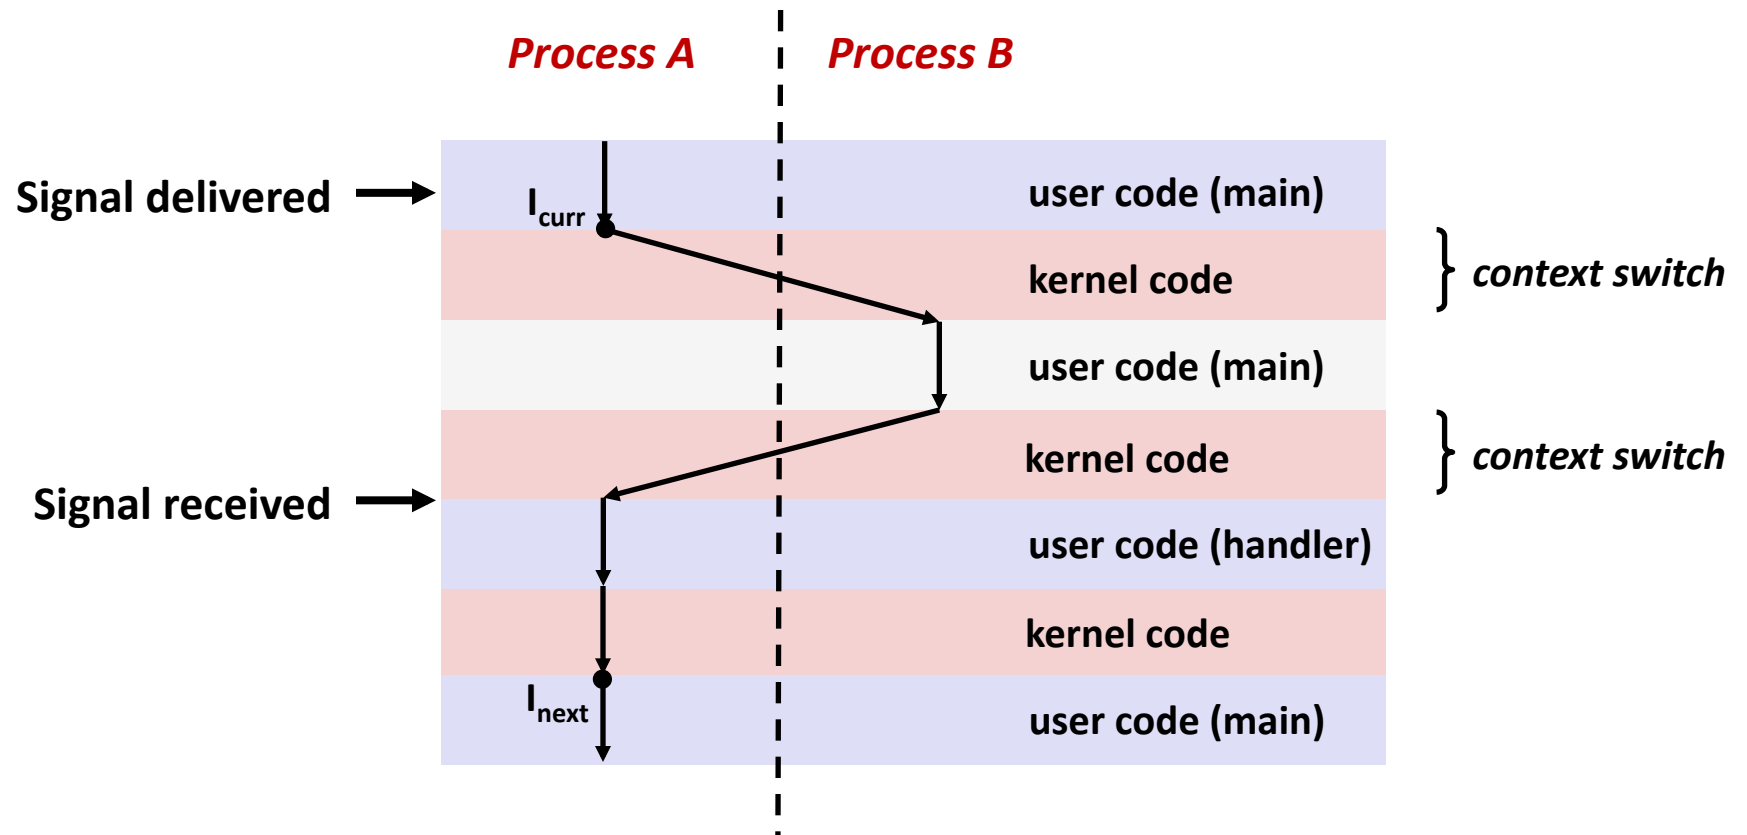 Process A
Process B
Signal delivered
Icurr
user code (main)
kernel code
context switch
user code (main)
kernel code
context switch
Signal received
user code (handler)
kernel code
Inext
user code (main)